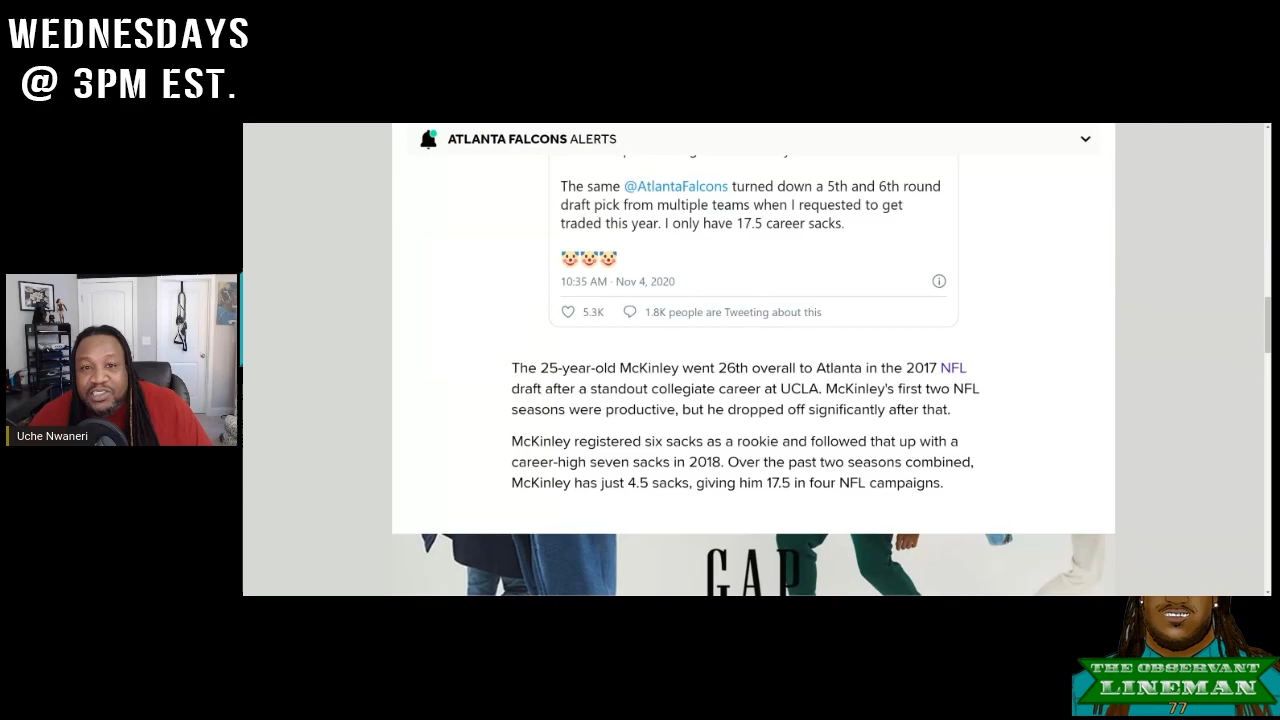 WEDNESDAYS
@ 3PM EST.
ATLANTA FALCONS ALERTS
The same @AtlantaFalcons turned down a 5th and 6th round
draft pick from multiple teams when I requested to get
traded this year. I only have 17.5 career sacks.
🤡🤡🤡
10:35 AM · Nov 4, 2020
5.3K 1.8K people are Tweeting about this
The 25-year-old McKinley went 26th overall to Atlanta in the 2017 NFL
draft after a standout collegiate career at UCLA. McKinley's first two NFL
seasons were productive, but he dropped off significantly after that.
McKinley registered six sacks as a rookie and followed that up with a
career-high seven sacks in 2018. Over the past two seasons combined,
McKinley has just 4.5 sacks, giving him 17.5 in four NFL campaigns.
GAP
Uche Nwaneri
THE OBSERVANT
LINEMAN
77